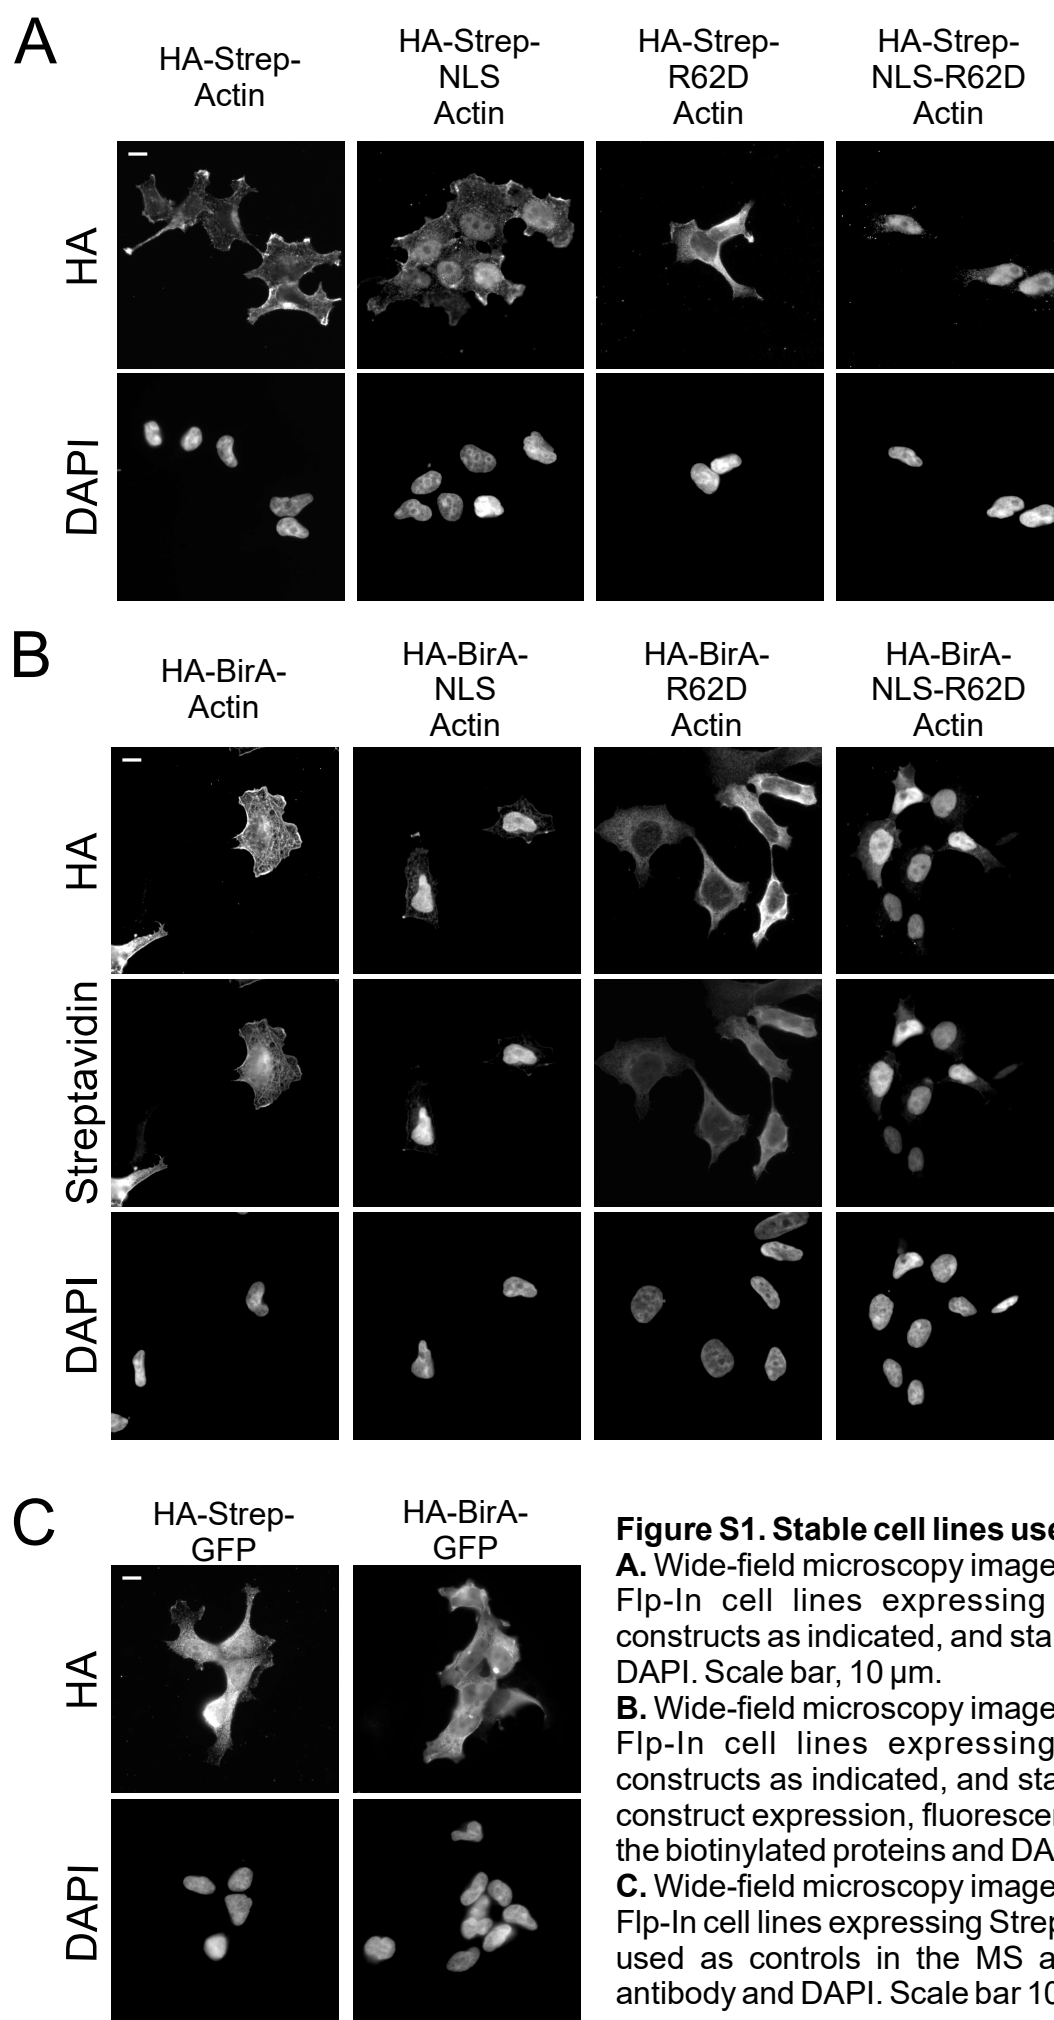 A
HA-Strep-
Actin
HA-Strep-
NLS
Actin
HA-Strep-
R62D
Actin
HA-Strep-
NLS-R62D
Actin
HA
DAPI
B
HA-BirA-
Actin
HA-BirA-
NLS
Actin
HA-BirA-
R62D
Actin
HA-BirA-
NLS-R62D
Actin
HA
Streptavidin
DAPI
C
HA-Strep-
GFP
HA-BirA-
GFP
HA
DAPI
Figure S1. Stable cell lines
A. Wide-field microscopy
Flp-In cell lines expressing
constructs as indicated, and
DAPI. Scale bar, 10 µm.
B. Wide-field microscopy
Flp-In cell lines expressing
constructs as indicated, and
construct expression,
the biotinylated proteins and
C. Wide-field microscopy
Flp-In cell lines expressing
used as controls in the MS
antibody and DAPI. Scale bar 10